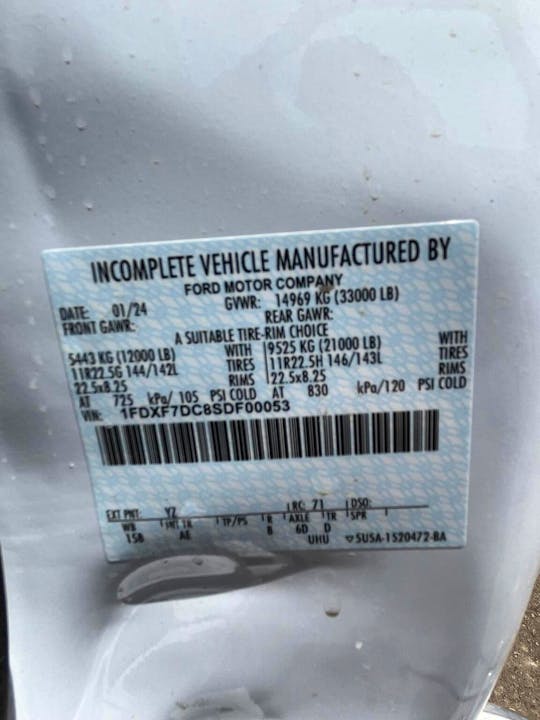 INCOMPLETE VEHICLE MANUFACTURED BY
FORD MOTOR COMPANY
DATE: 01/24 GVWR: 14969 KG (33000 LB)
FRONT GAWR: REAR GAWR:
A SUITABLE TIRE-RIM CHOICE
5443 KG (12000 LB) WITH 9525 KG (21000 LB) WITH
11R22.5G 144/142L TIRES 11R22.5H 146/143L TIRES
22.5x8.25 RIMS 22.5x8.25 RIMS
AT 725 kPa/ 105 PSI COLD AT 830 kPa/120 PSI COLD
VIN: 1FDXF7DC8SDF00053
EXT PNT: YZ RC: 71 DSO:
WB INT TR TP/PS R AXLE TR SPR
158 AE 8 6D D
UHU ▽5USA-1520472-BA